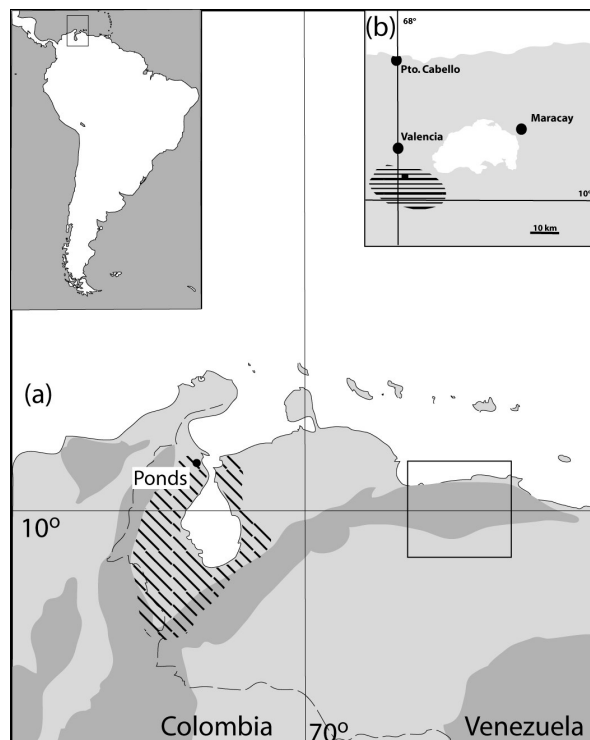 68°
(b)
Pto. Cabello
Maracay
Valencia
10°
10 km
(a)
Ponds
10º
Colombia
70º
Venezuela